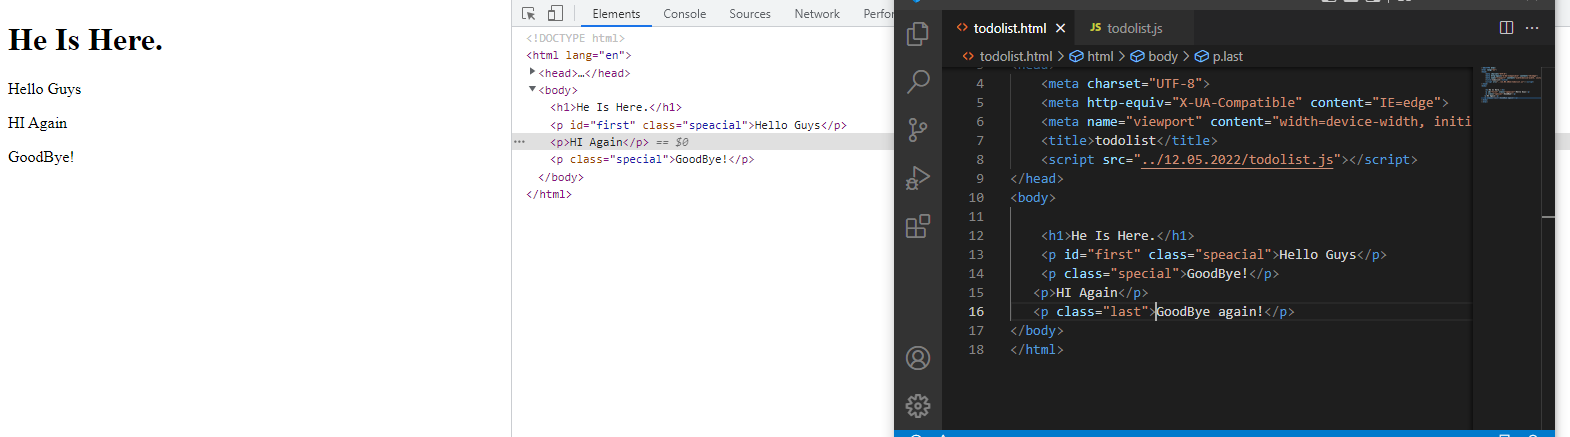 He Is Here.
Hello Guys
HI Again
GoodBye!
Elements Console Sources Network Perfor
<!DOCTYPE html>
<html lang="en">
<head>…</head>
<body>
<h1>He Is Here.</h1>
<p id="first" class="speacial">Hello Guys</p>
<p>HI Again</p> == $0
<p class="special">GoodBye!</p>
</body>
</html>
todolist.html JS todolist.js
todolist.html > html > body > p.last
4 <meta charset="UTF-8">
5 <meta http-equiv="X-UA-Compatible" content="IE=edge">
6 <meta name="viewport" content="width=device-width, initi
7 <title>todolist</title>
8 <script src="../12.05.2022/todolist.js"></script>
9 </head>
10 <body>
11
12 <h1>He Is Here.</h1>
13 <p id="first" class="speacial">Hello Guys</p>
14 <p class="special">GoodBye!</p>
15 <p>HI Again</p>
16 <p class="last">GoodBye again!</p>
17 </body>
18 </html>